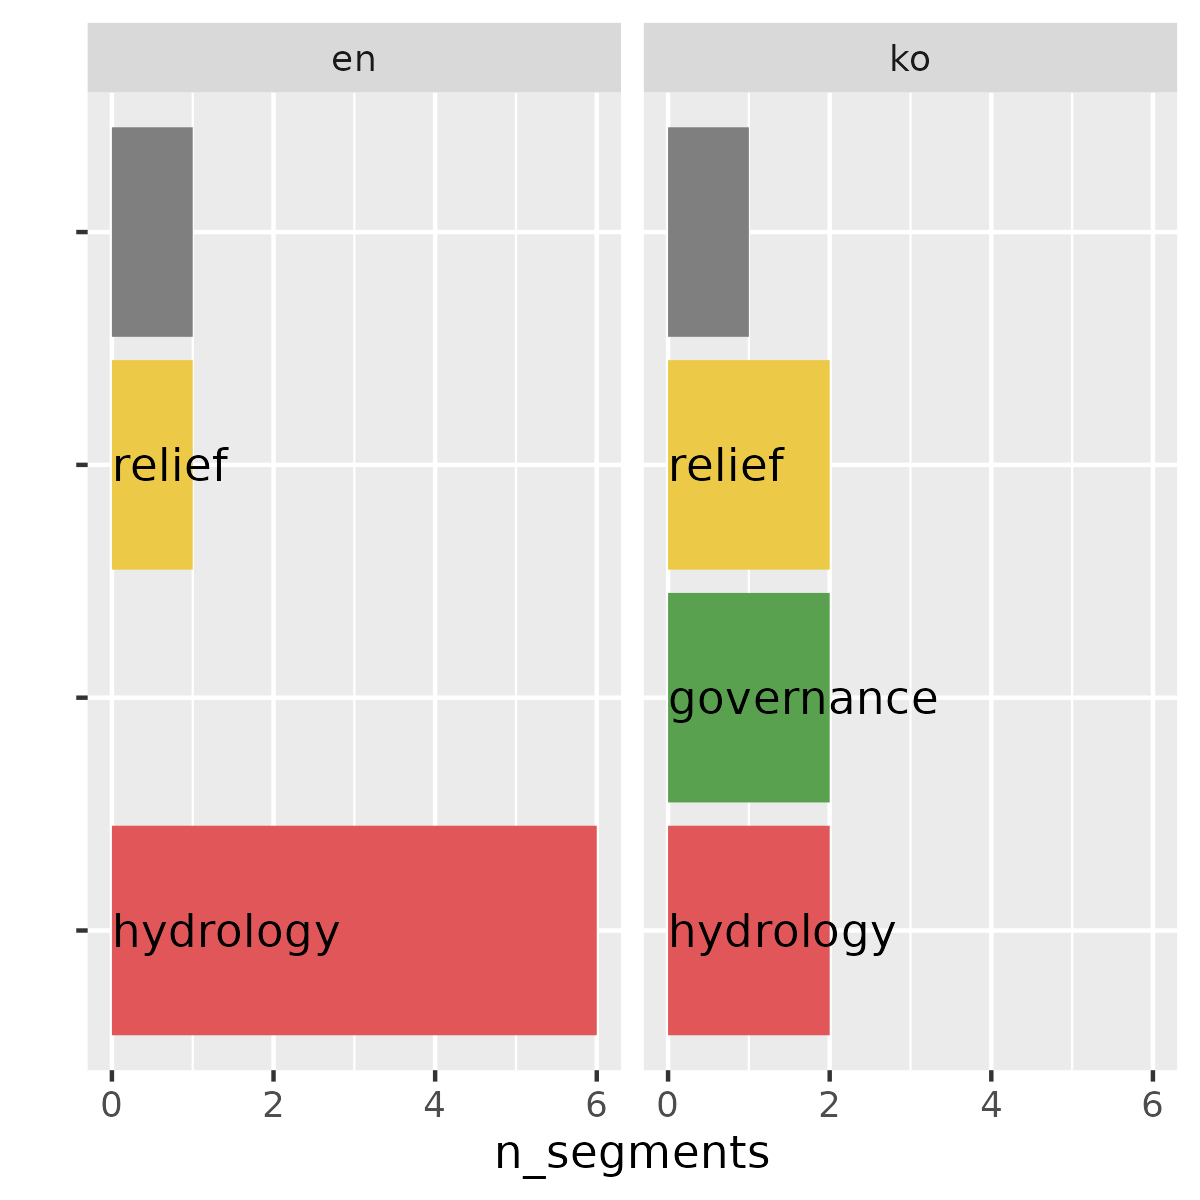 en
ko
relief
relief
governance
hydrology
hydrology
0 2 4 6 0 2 4 6
n_segments